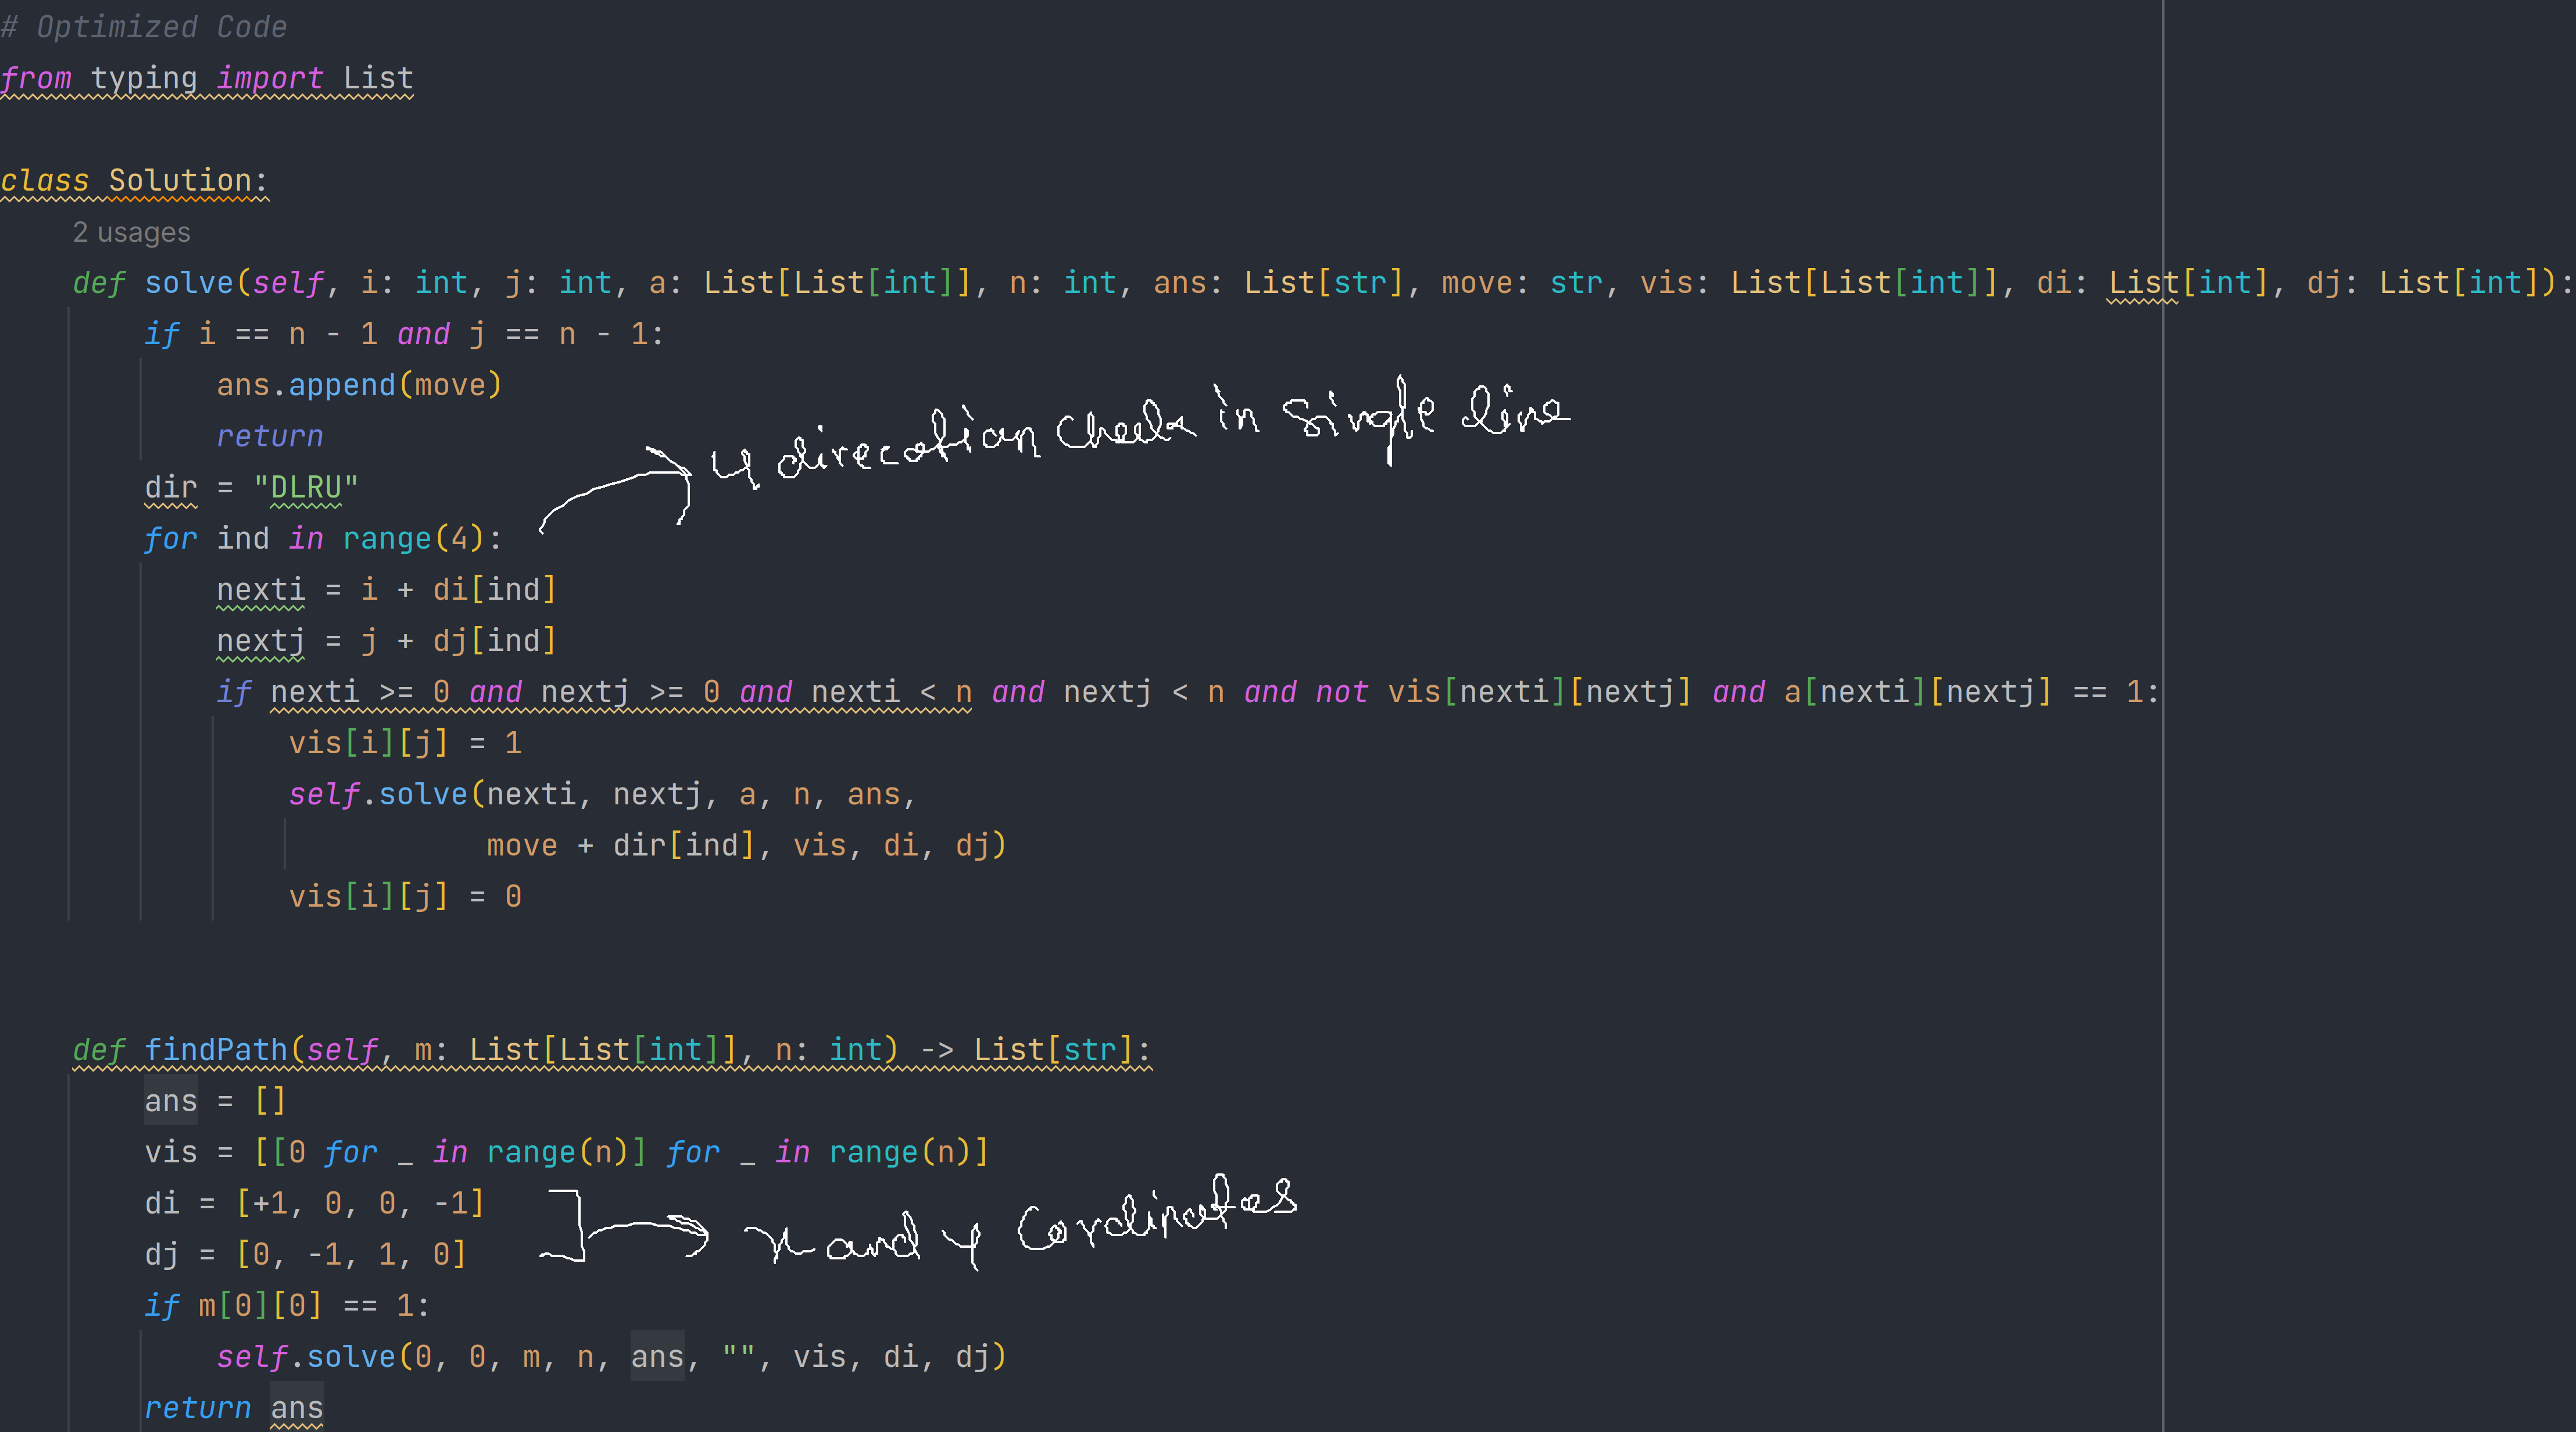 # Optimized Code
from typing import List
class Solution:
2 usages
def solve(self, i: int, j: int, a: List[List[int]], n: int, ans: List[str], move: str, vis: List[List[int]], di: List[int], dj: List[int]):
if i == n - 1 and j == n - 1:
ans.append(move)
return
4 direcation cheeks in single line
dir = "DLRU"
for ind in range(4):
nexti = i + di[ind]
nextj = j + dj[ind]
if nexti >= 0 and nextj >= 0 and nexti < n and nextj < n and not vis[nexti][nextj] and a[nexti][nextj] == 1:
vis[i][j] = 1
self.solve(nexti, nextj, a, n, ans,
move + dir[ind], vis, di, dj)
vis[i][j] = 0
def findPath(self, m: List[List[int]], n: int) -> List[str]:
ans = []
vis = [[0 for _ in range(n)] for _ in range(n)]
di = [+1, 0, 0, -1]
dj = [0, -1, 1, 0]
x and y Cordinates
if m[0][0] == 1:
self.solve(0, 0, m, n, ans, "", vis, di, dj)
return ans